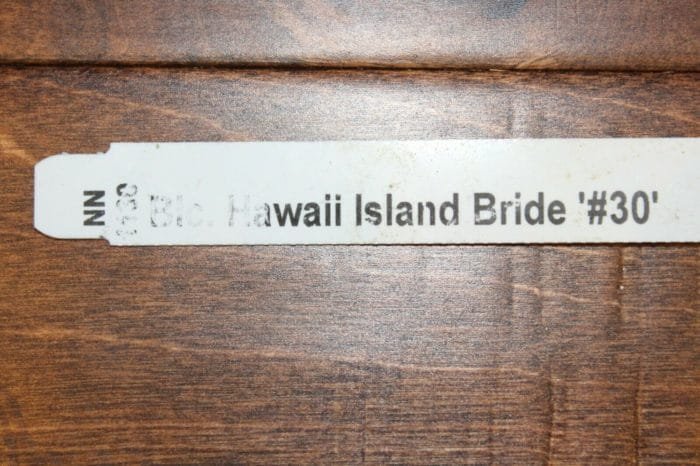 NN
Blc. Hawaii Island Bride '#30'